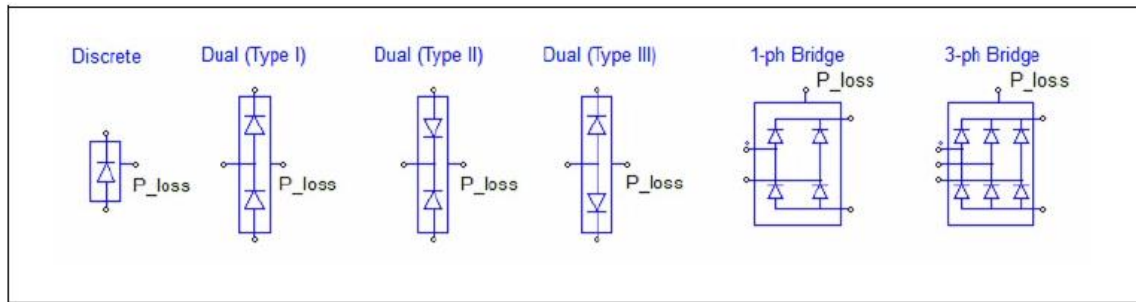 Discrete
Dual (Type I)
Dual (Type II)
Dual (Type III)
1-ph Bridge
3-ph Bridge
P_loss
P_loss
P_loss
P_loss
P_loss
P_loss